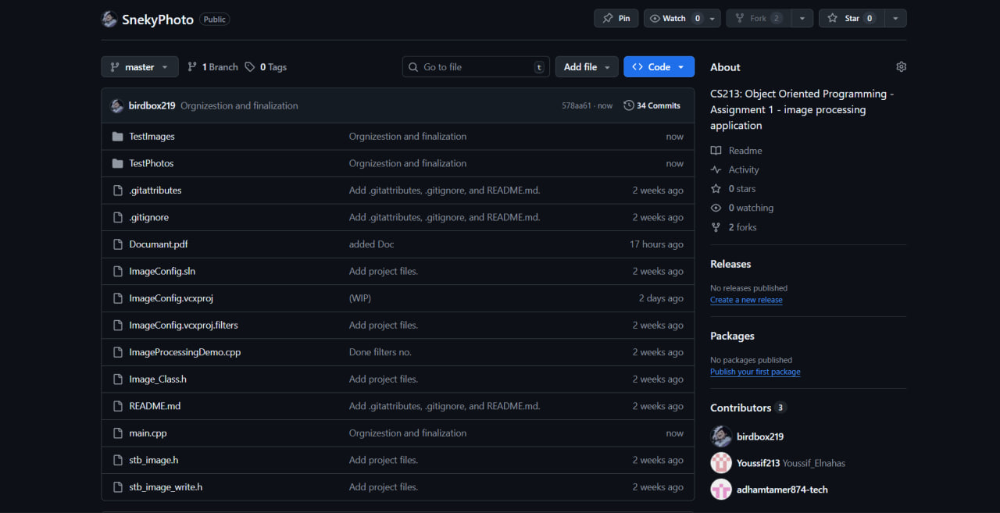 SnekyPhoto Public
Pin Watch 0 Fork 2 Star 0
master 1 Branch 0 Tags Go to file t Add file Code
birdbox219 Orgnizestion and finalization 578aa61 · now 34 Commits
TestImages Orgnizestion and finalization now
TestPhotos Orgnizestion and finalization now
.gitattributes Add .gitattributes, .gitignore, and README.md. 2 weeks ago
.gitignore Add .gitattributes, .gitignore, and README.md. 2 weeks ago
Documant.pdf added Doc 17 hours ago
ImageConfig.sln Add project files. 2 weeks ago
ImageConfig.vcxproj (WIP) 2 days ago
ImageConfig.vcxproj.filters Add project files. 2 weeks ago
ImageProcessingDemo.cpp Done filters no. 2 weeks ago
Image_Class.h Add project files. 2 weeks ago
README.md Add .gitattributes, .gitignore, and README.md. 2 weeks ago
main.cpp Orgnizestion and finalization now
stb_image.h Add project files. 2 weeks ago
stb_image_write.h Add project files. 2 weeks ago
About
CS213: Object Oriented Programming -
Assignment 1 - image processing
application
Readme
Activity
0 stars
0 watching
2 forks
Releases
No releases published
Create a new release
Packages
No packages published
Publish your first package
Contributors 3
birdbox219
Youssif213 Youssif_Elnahas
adhamtamer874-tech